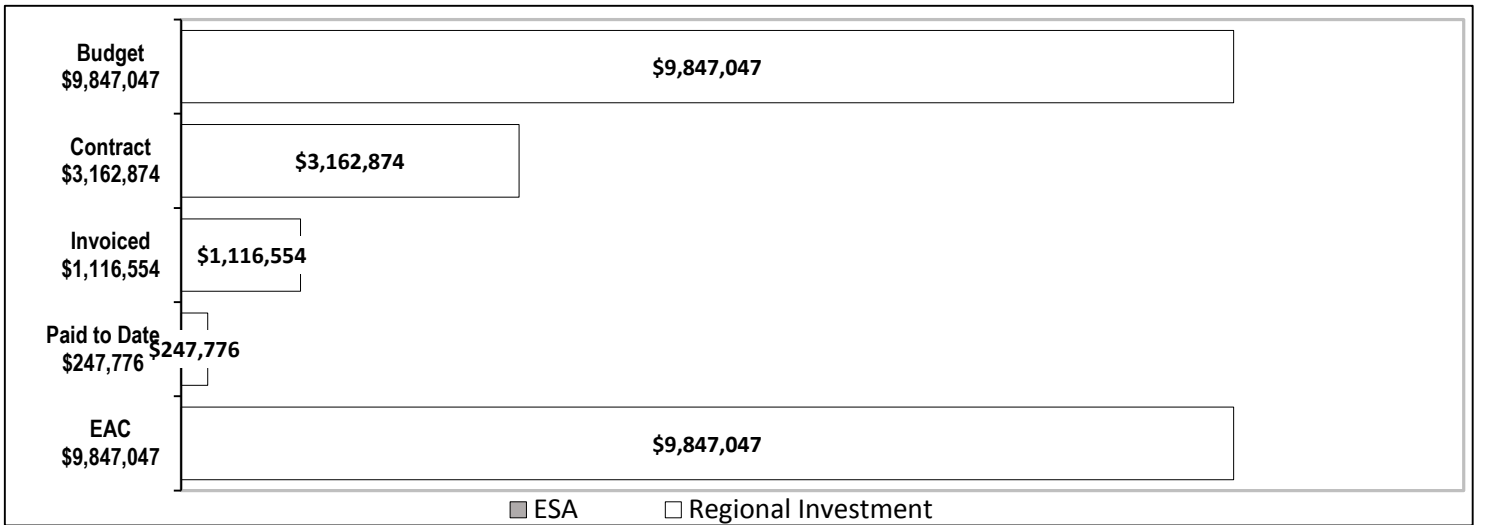 Budget
$9,847,047
$9,847,047
Contract
$3,162,874
$3,162,874
Invoiced
$1,116,554
$1,116,554
Paid to Date
$247,776
$247,776
EAC
$9,847,047
$9,847,047
ESA
Regional Investment